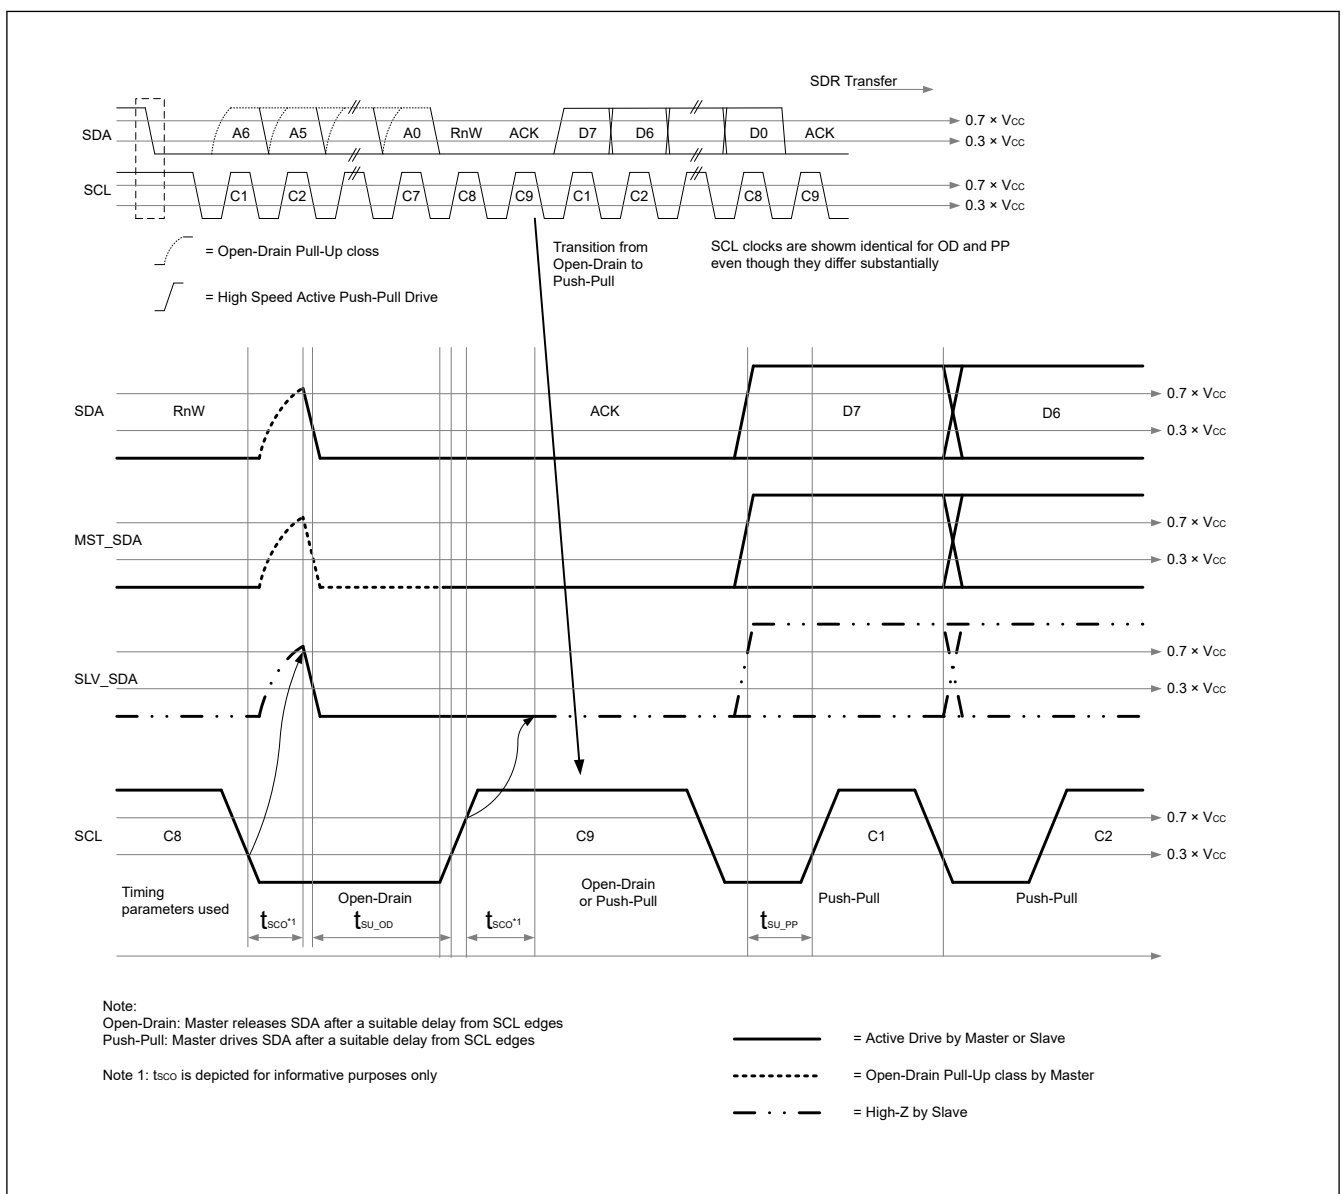 SDR Transfer
SDA
A6 A5 A0 RnW ACK D7 D6 D0 ACK
0.7 × Vcc
0.3 × Vcc
SCL
C1 C2 C7 C8 C9 C1 C2 C8 C9
0.7 × Vcc
0.3 × Vcc
= Open-Drain Pull-Up closs
= High Speed Active Push-Pull Drive
Transition from
Open-Drain to
Push-Pull
SCL clocks are showm identical for OD and PP
even though they differ substantially
SDA
RnW ACK D7 D6
0.7 × Vcc
0.3 × Vcc
MST_SDA
0.7 × Vcc
0.3 × Vcc
SLV_SDA
0.7 × Vcc
0.3 × Vcc
SCL
C8 C9 C1 C2
0.7 × Vcc
0.3 × Vcc
Timing
parameters used
Open-Drain
Open-Drain
or Push-Pull
Push-Pull
Push-Pull
tSCO*1
tSU_OD
tSCO*1
tSU_PP
Note:
Open-Drain: Master releases SDA after a suitable delay from SCL edges
Push-Pull: Master drives SDA after a suitable delay from SCL edges
Note 1: tsco is depicted for informative purposes only
= Active Drive by Master or Slave
= Open-Drain Pull-Up class by Master
= High-Z by Slave